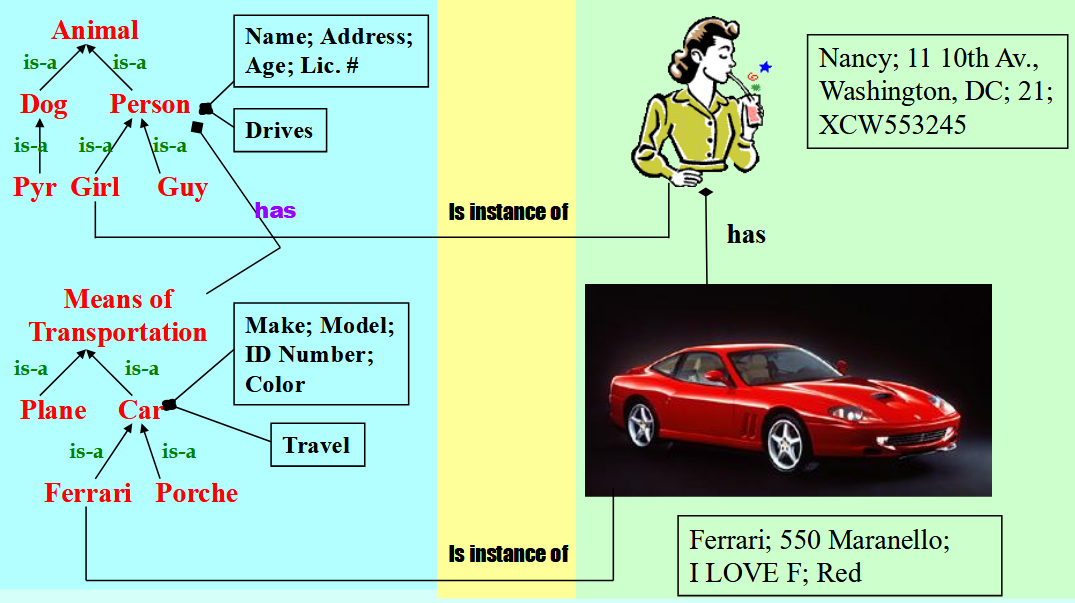 Animal
is-a
is-a
Dog
Person
is-a
is-a
is-a
Pyr
Girl
Guy
Name; Address;
Age; Lic. #
Drives
has
Means of
Transportation
is-a
is-a
Plane
Car
is-a
is-a
Ferrari
Porche
Make; Model;
ID Number;
Color
Travel
Is instance of
Is instance of
Nancy; 11 10th Av.,
Washington, DC; 21;
XCW553245
has
Ferrari; 550 Maranello;
I LOVE F; Red